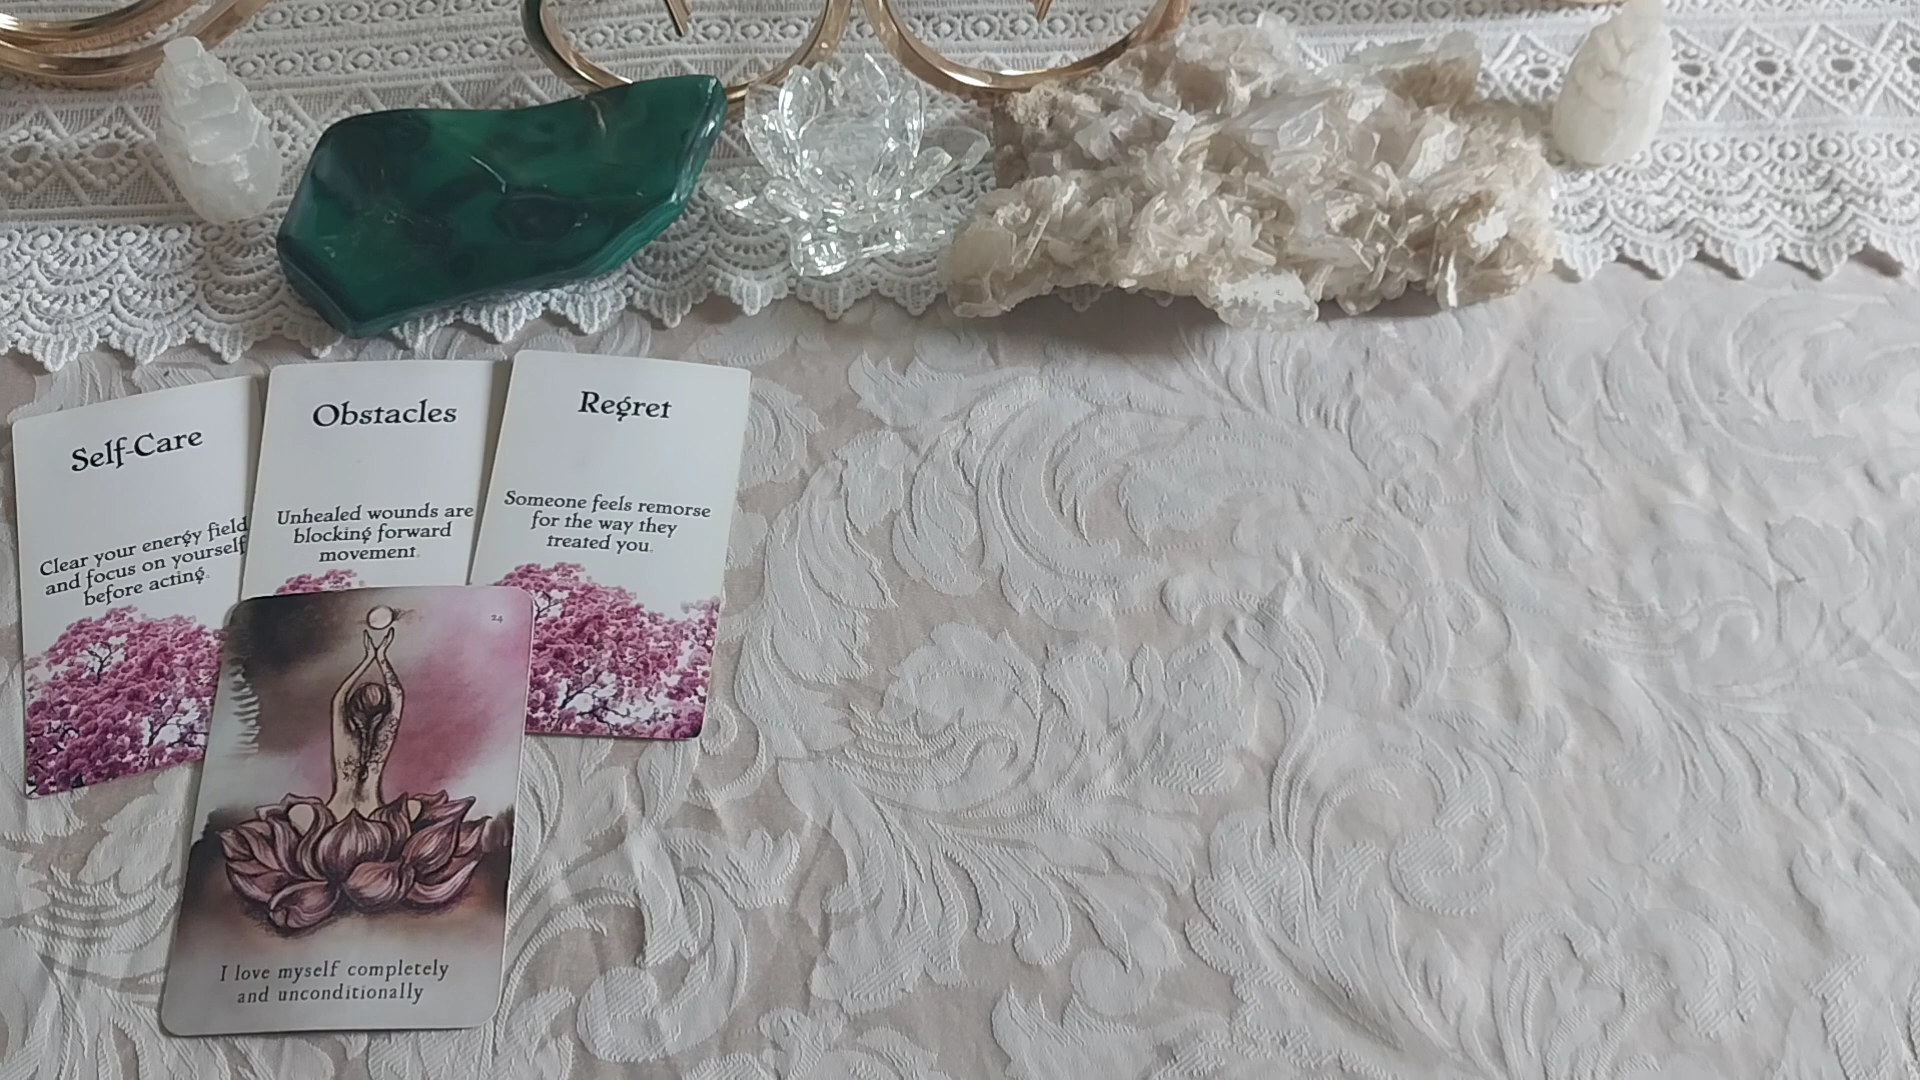 Self-Care
Clear your energy field
and focus on yourself
before acting.
Obstacles
Unhealed wounds are
blocking forward
movement.
Regret
Someone feels remorse
for the way they
treated you.
24
I love myself completely
and unconditionally